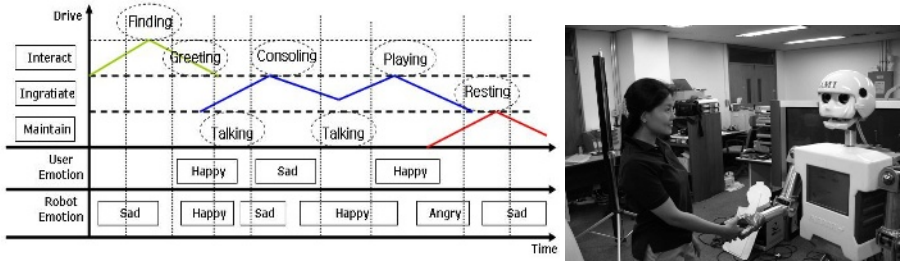 Drive
Finding
Interact
Greeting
Consoling
Playing
Ingratiate
Resting
Maintain
Talking
Talking
User
Emotion
Happy
Sad
Happy
Robot
Emotion
Sad
Happy
Sad
Happy
Angry
Sad
Time